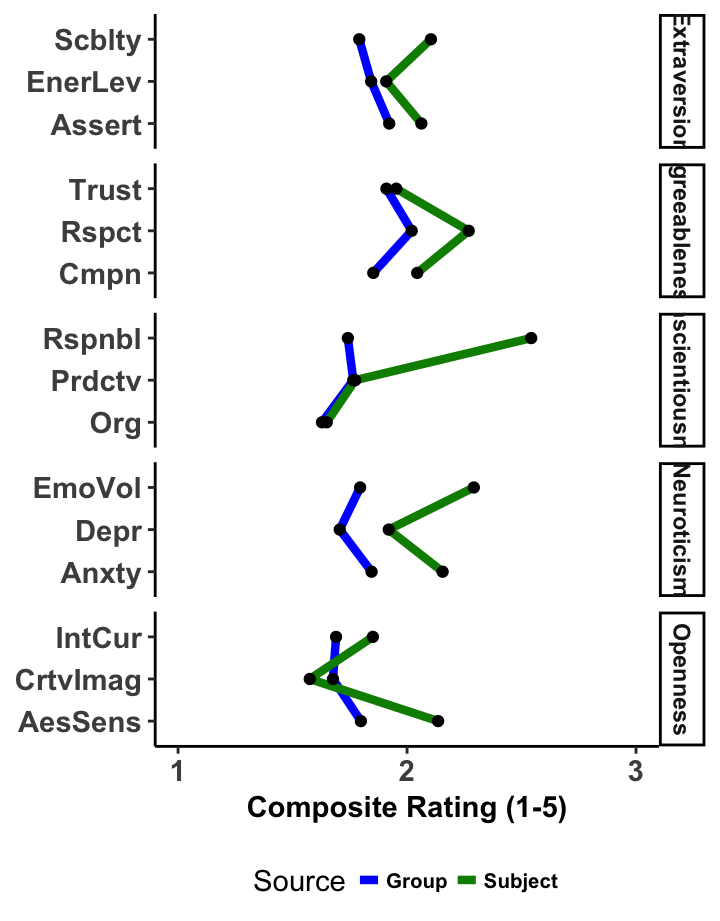 Scblty
EnerLev
Assert
Extraversion
Trust
Rspct
Cmpn
greeablenes
Rspnbl
Prdctv
Org
scientiousn
EmoVol
Depr
Anxty
Neuroticism
IntCur
CrtvImag
AesSens
Openness
1 2 3
Composite Rating (1-5)
Source Group Subject